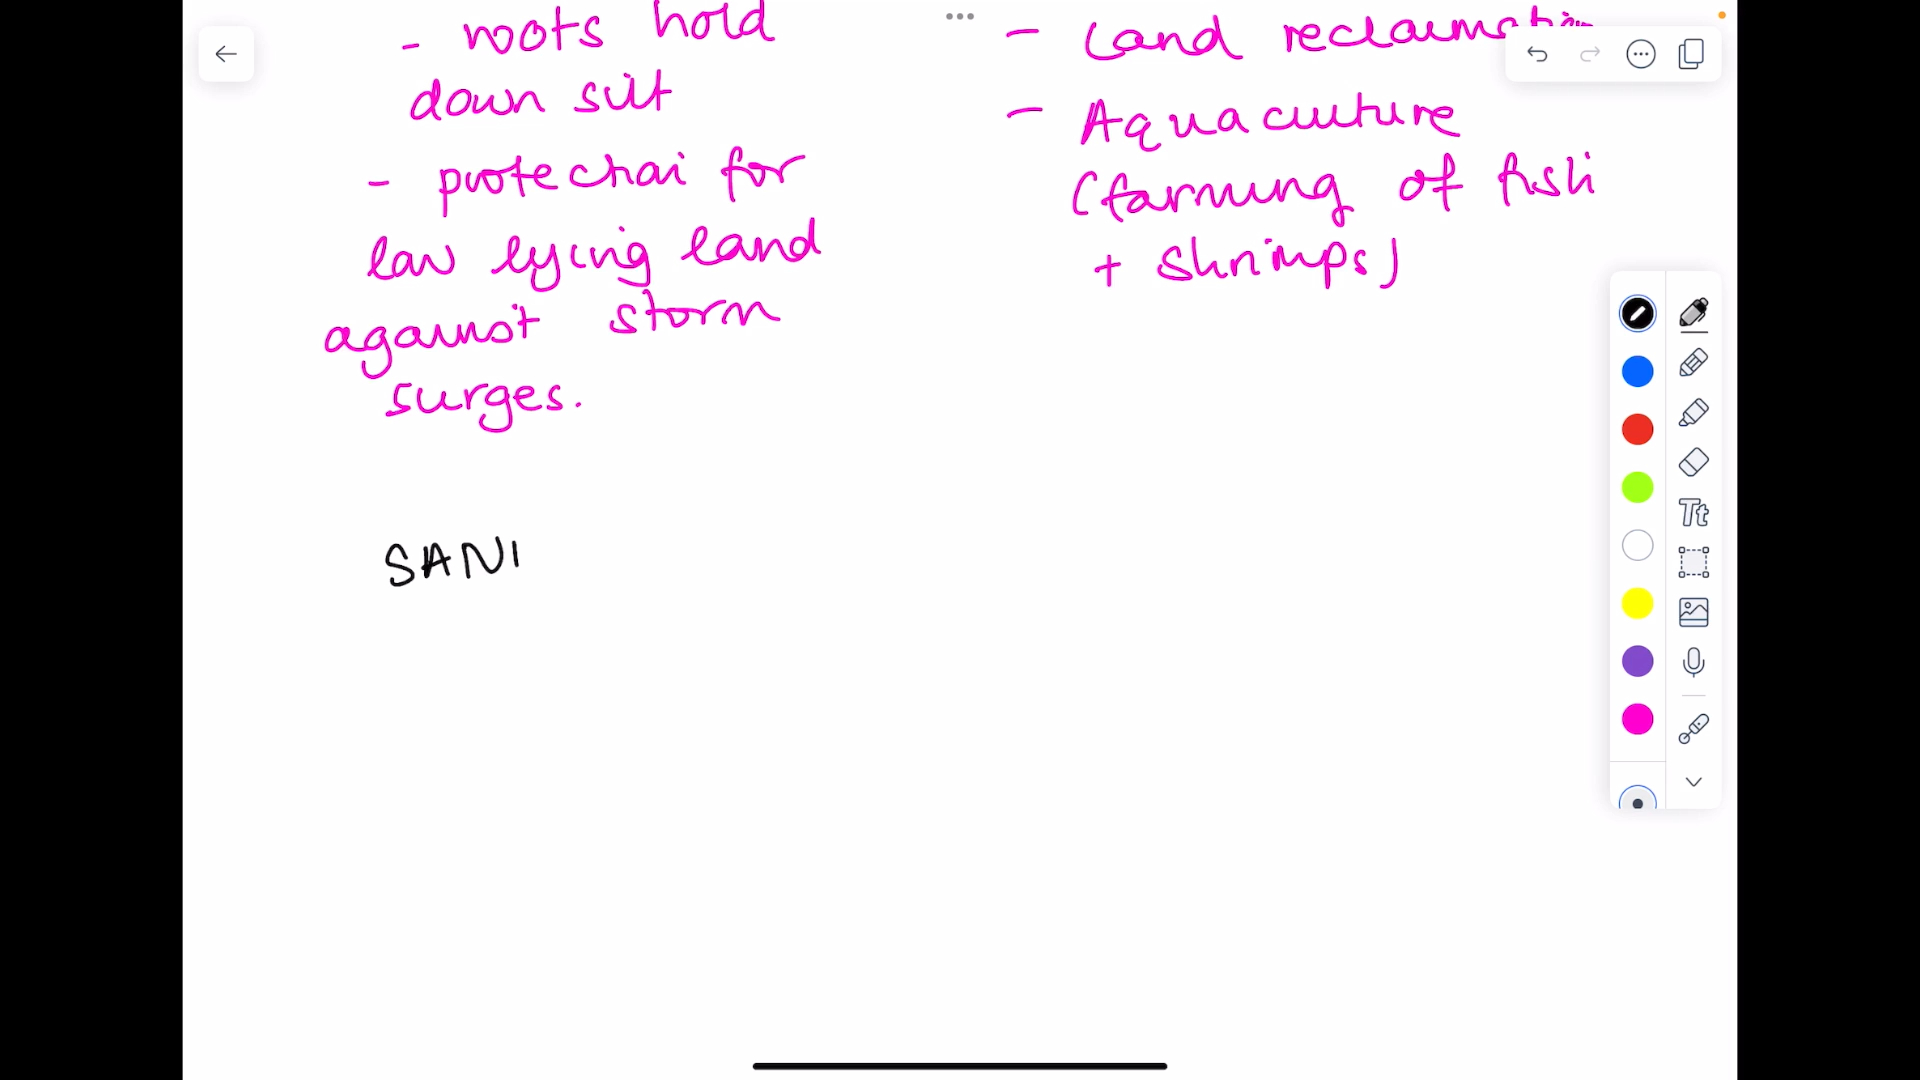 - roots hold
down silt
- protection for
low lying land
against storm
surges.
- Land reclamation
- Aquaculture
(farming of fish
+ shrimps)
SANI
Tt